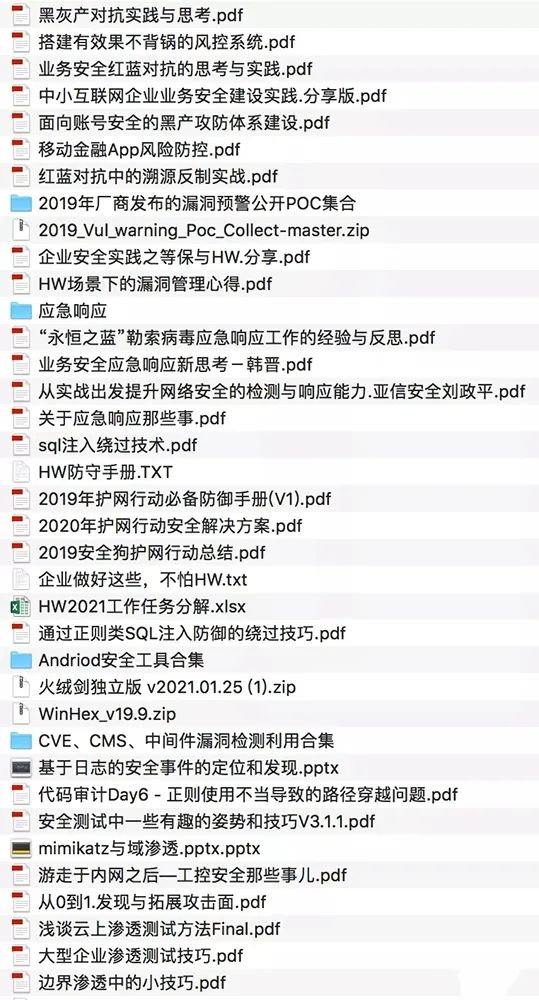 黑灰产对抗实践与思考.pdf
搭建有效果不背锅的风控系统.pdf
业务安全红蓝对抗的思考与实践.pdf
中小互联网企业业务安全建设实践.分享版.pdf
面向账号安全的黑产攻防体系建设.pdf
移动金融App风险防控.pdf
红蓝对抗中的溯源反制实战.pdf
2019年厂商发布的漏洞预警公开POC集合
2019_Vul_warning_Poc_Collect-master.zip
企业安全实践之等保与HW.分享.pdf
HW场景下的漏洞管理心得.pdf
应急响应
“永恒之蓝”勒索病毒应急响应工作的经验与反思.pdf
业务安全应急响应新思考－韩晋.pdf
从实战出发提升网络安全的检测与响应能力.亚信安全刘政平.pdf
关于应急响应那些事.pdf
sql注入绕过技术.pdf
HW防守手册.TXT
2019年护网行动必备防御手册(V1).pdf
2020年护网行动安全解决方案.pdf
2019安全狗护网行动总结.pdf
企业做好这些，不怕HW.txt
HW2021工作任务分解.xlsx
通过正则类SQL注入防御的绕过技巧.pdf
Andriod安全工具合集
火绒剑独立版 v2021.01.25 (1).zip
WinHex_v19.9.zip
CVE、CMS、中间件漏洞检测利用合集
基于日志的安全事件的定位和发现.pptx
代码审计Day6 - 正则使用不当导致的路径穿越问题.pdf
安全测试中一些有趣的姿势和技巧V3.1.1.pdf
mimikatz与域渗透.pptx.pptx
游走于内网之后—工控安全那些事儿.pdf
从0到1.发现与拓展攻击面.pdf
浅谈云上渗透测试方法Final.pdf
大型企业渗透测试技巧.pdf
边界渗透中的小技巧.pdf